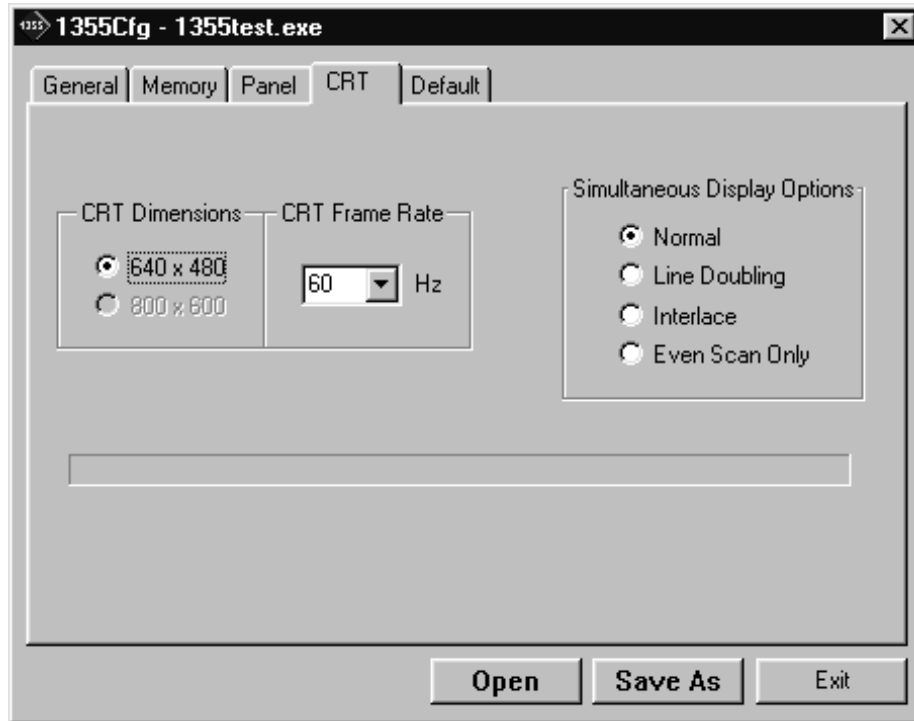 1355 1355Cfg - 1355test.exe
General Memory Panel CRT Default
CRT Dimensions CRT Frame Rate Simultaneous Display Options
640 x 480
800 x 600
60 Hz
Normal
Line Doubling
Interlace
Even Scan Only
Open Save As Exit